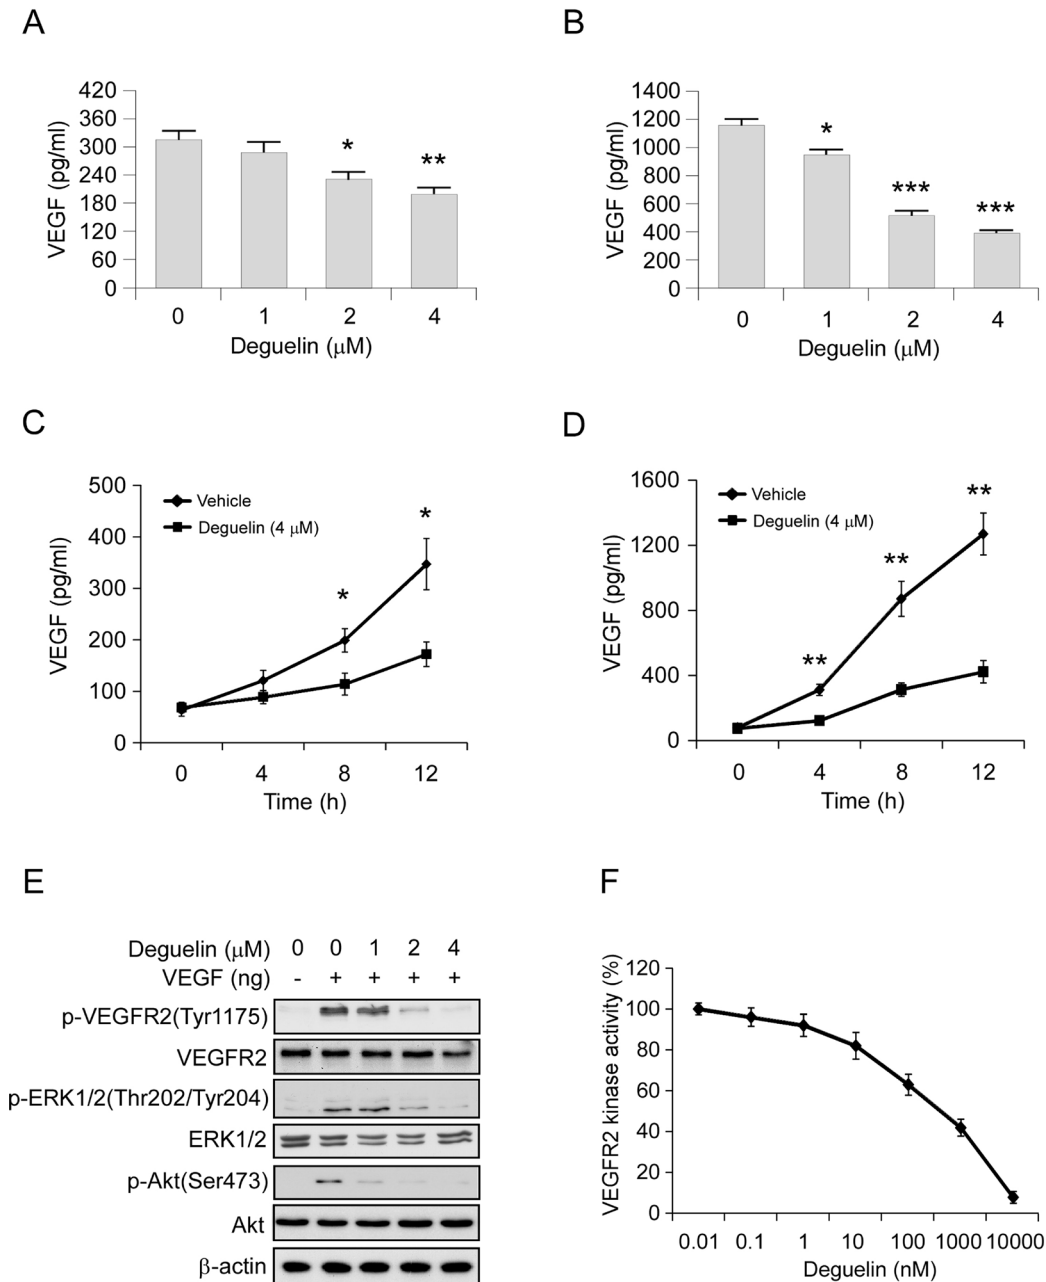 A
VEGF (pg/ml)
420
360
300
240
180
120
60
0
*
**
0 1 2 4
Deguelin (μM)
B
VEGF (pg/ml)
1400
1200
1000
800
600
400
200
0
*
***
***
0 1 2 4
Deguelin (μM)
C
VEGF (pg/ml)
500
400
300
200
100
0
Vehicle
Deguelin (4 μM)
*
*
0 4 8 12
Time (h)
D
VEGF (pg/ml)
1600
1200
800
400
0
Vehicle
Deguelin (4 μM)
**
**
**
0 4 8 12
Time (h)
E
Deguelin (μM) 0 0 1 2 4
VEGF (ng) - + + + +
p-VEGFR2(Tyr1175)
VEGFR2
p-ERK1/2(Thr202/Tyr204)
ERK1/2
p-Akt(Ser473)
Akt
β-actin
F
VEGFR2 kinase activity (%)
120
100
80
60
40
20
0
0.01 0.1 1 10 100 1000 10000
Deguelin (nM)